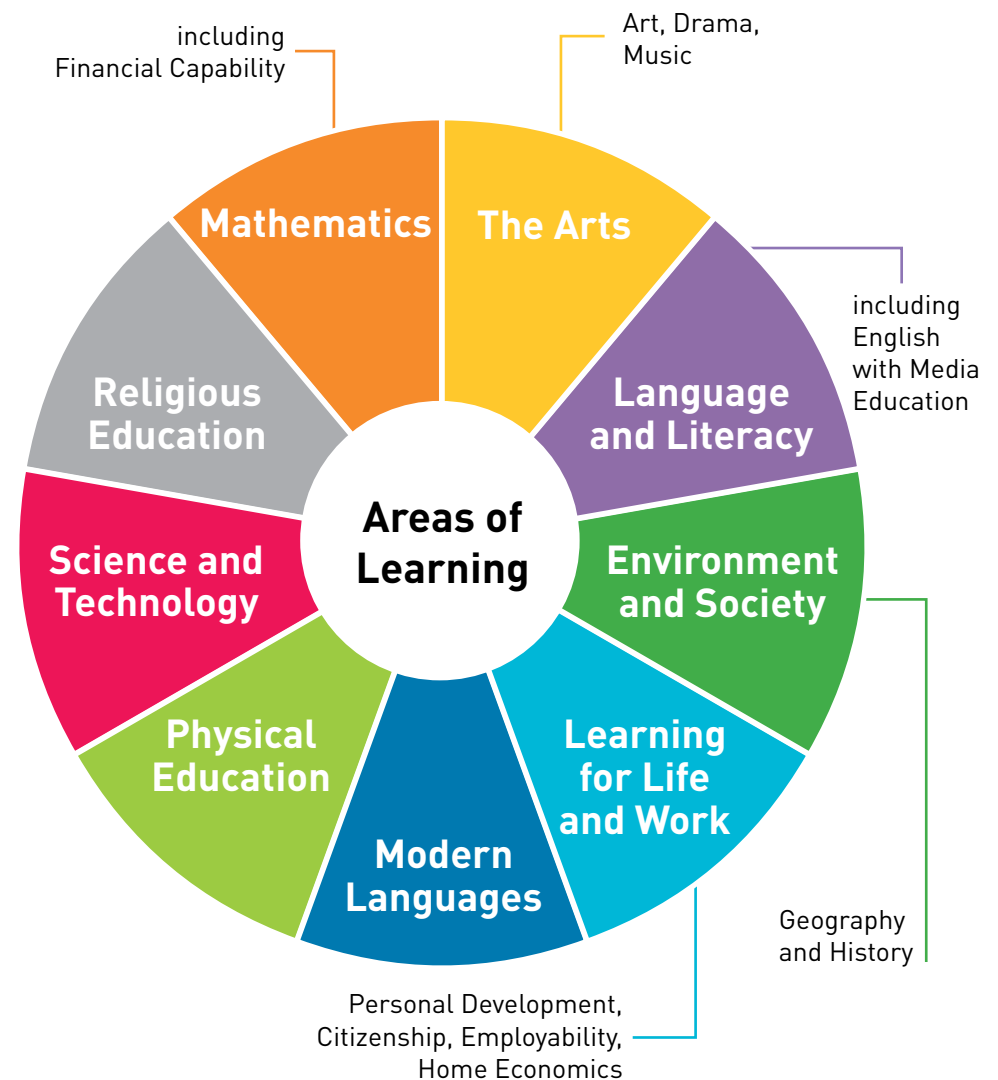 including
Financial Capability
Art, Drama,
Music
Mathematics
The Arts
including
English
with Media
Education
Religious
Education
Language
and Literacy
Areas of
Learning
Science and
Technology
Environment
and Society
Physical
Education
Learning
for Life
and Work
Modern
Languages
Geography
and History
Personal Development,
Citizenship, Employability,
Home Economics